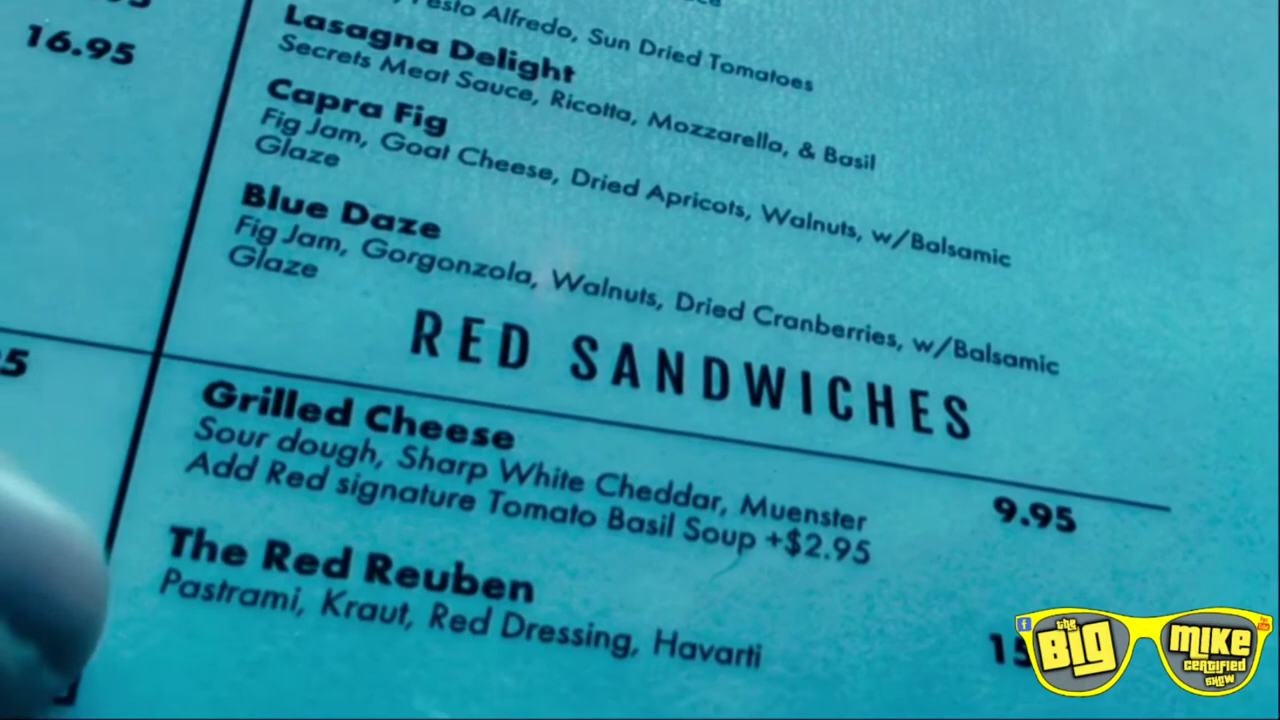 16.95
Alfredo, Sun Dried Tomatoes
Lasagna Delight
Secrets Meat Sauce, Ricotta, Mozzarella, & Basil
Capra Fig
Fig Jam, Goat Cheese, Dried Apricots, Walnuts, w/Balsamic
Glaze
Blue Daze
Fig Jam, Gorgonzola, Walnuts, Dried Cranberries, w/Balsamic
Glaze
RED SANDWICHES
Grilled Cheese
Sour dough, Sharp White Cheddar, Muenster 9.95
Add Red signature Tomato Basil Soup +$2.95
The Red Reuben
Pastrami, Kraut, Red Dressing, Havarti
the
BIG
MIKE
CERTIFIED
SHOW